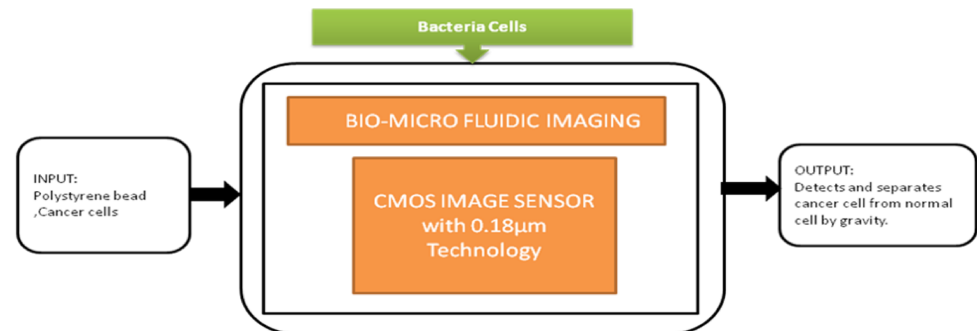 Bacteria Cells
BIO-MICRO FLUIDIC IMAGING
INPUT:
Polystyrene bead
,Cancer cells
CMOS IMAGE SENSOR
with 0.18µm
Technology
OUTPUT:
Detects and separates
cancer cell from normal
cell by gravity.